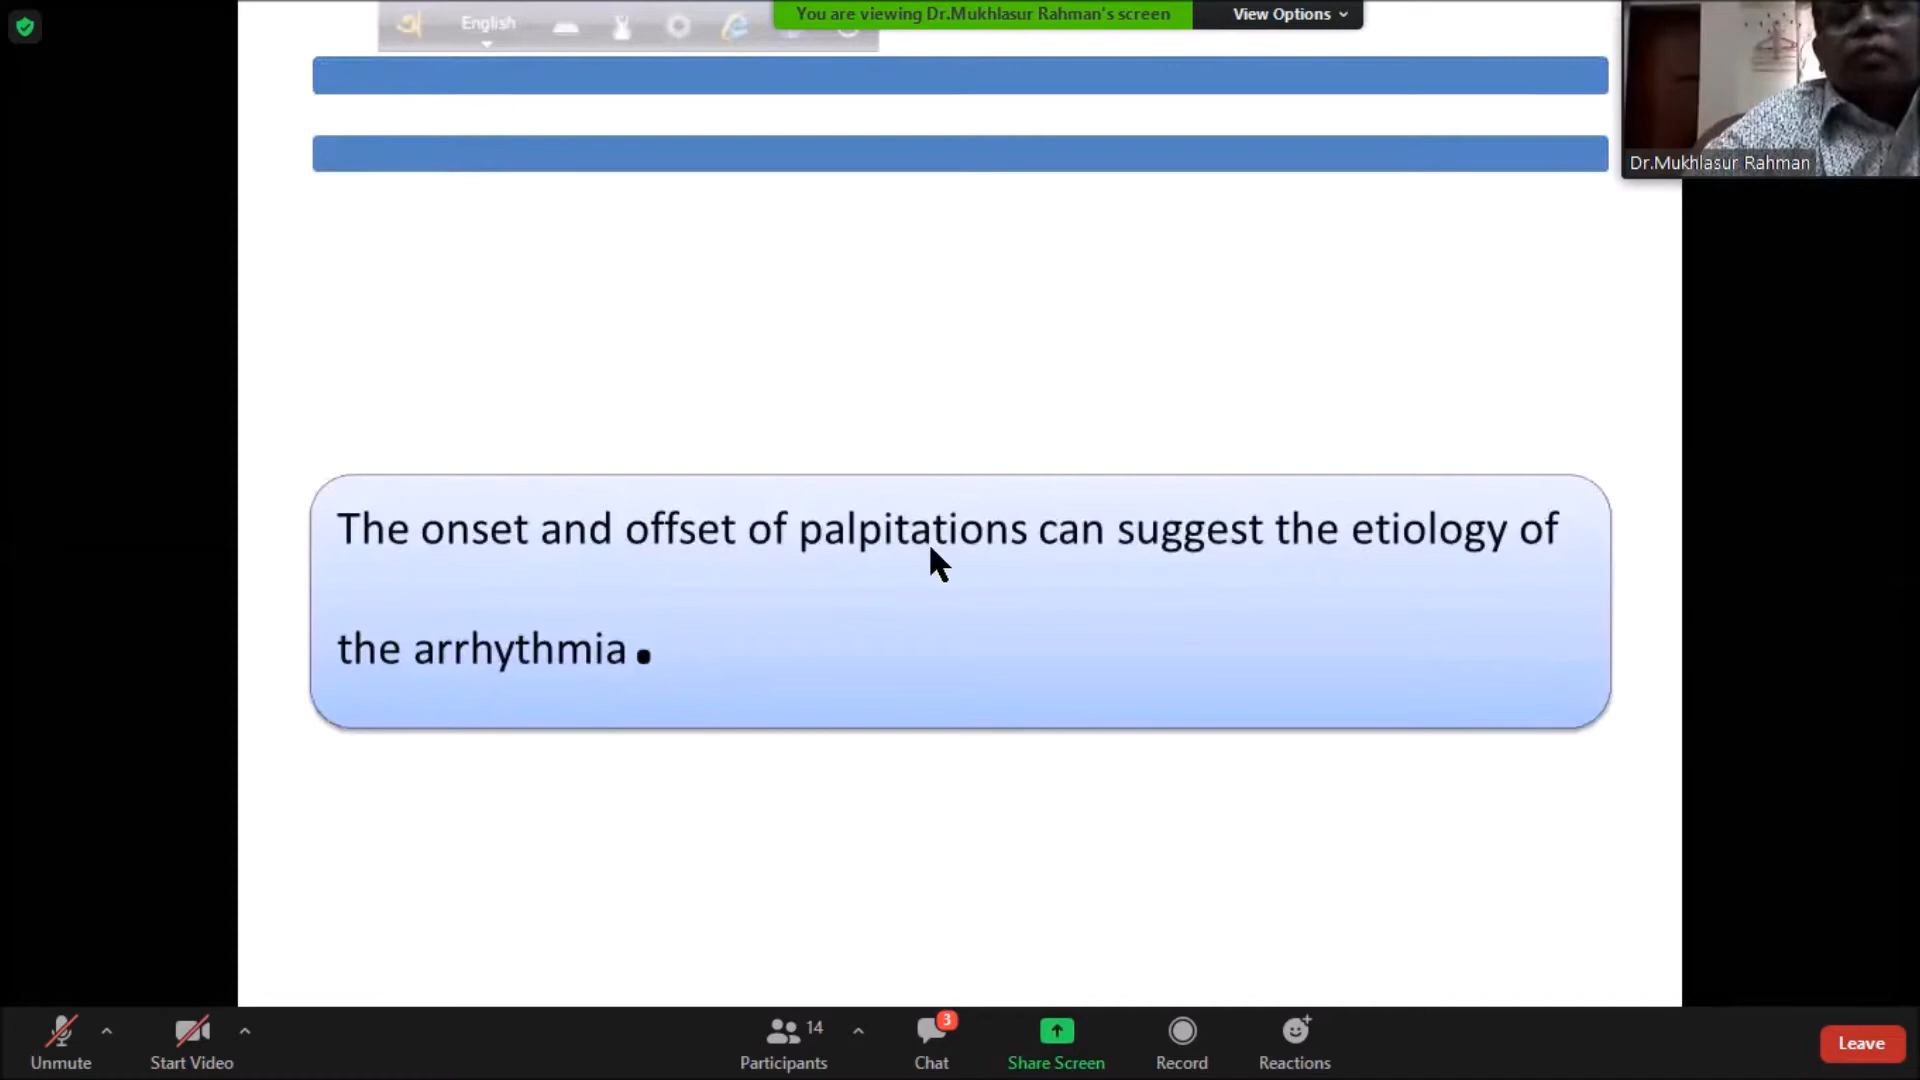 অ English
You are viewing Dr.Mukhlasur Rahman's screen
View Options
Dr.Mukhlasur Rahman
The onset and offset of palpitations can suggest the etiology of
the arrhythmia.
Unmute
Start Video
14
Participants
3
Chat
Share Screen
Record
Reactions
Leave